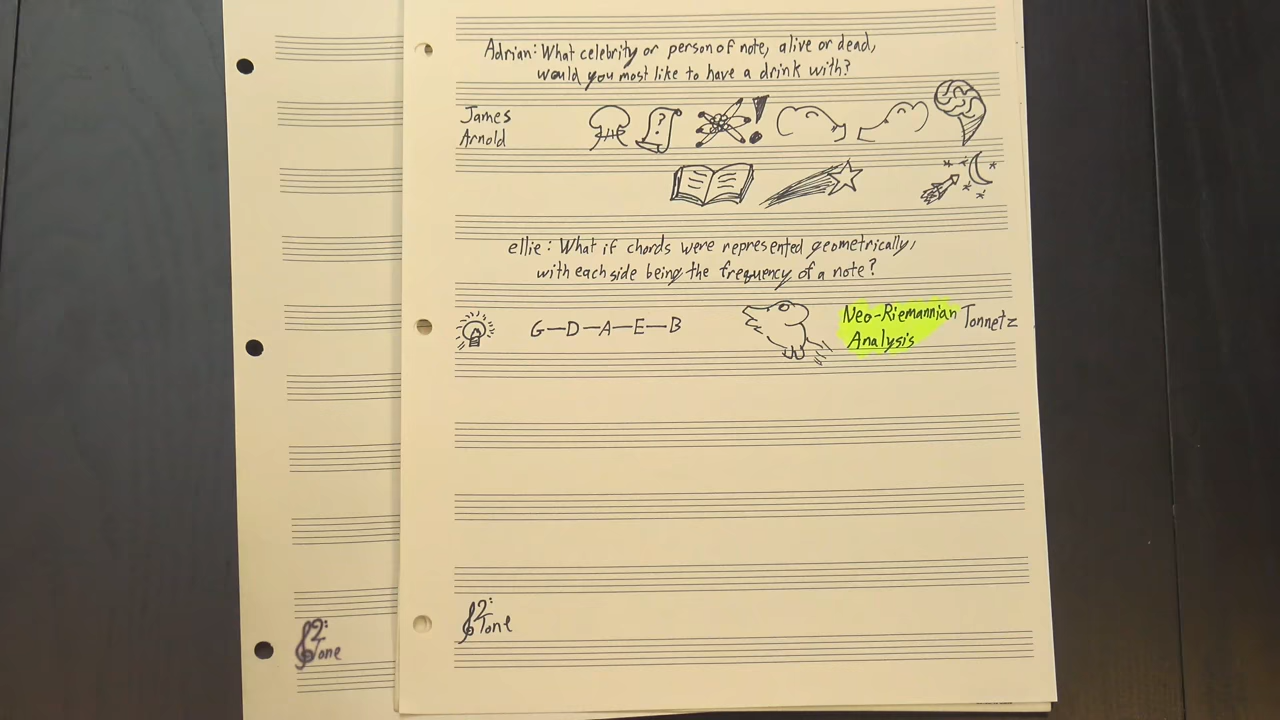 Adrian: What celebrity or person of note, alive or dead,
would you most like to have a drink with?
James
Arnold
?
!
ellie: What if chords were represented geometrically,
with each side being the frequency of a note?
G—D—A—E—B
Neo-Riemannian Tonnetz
Analysis
12:
Tone
12:
Tone